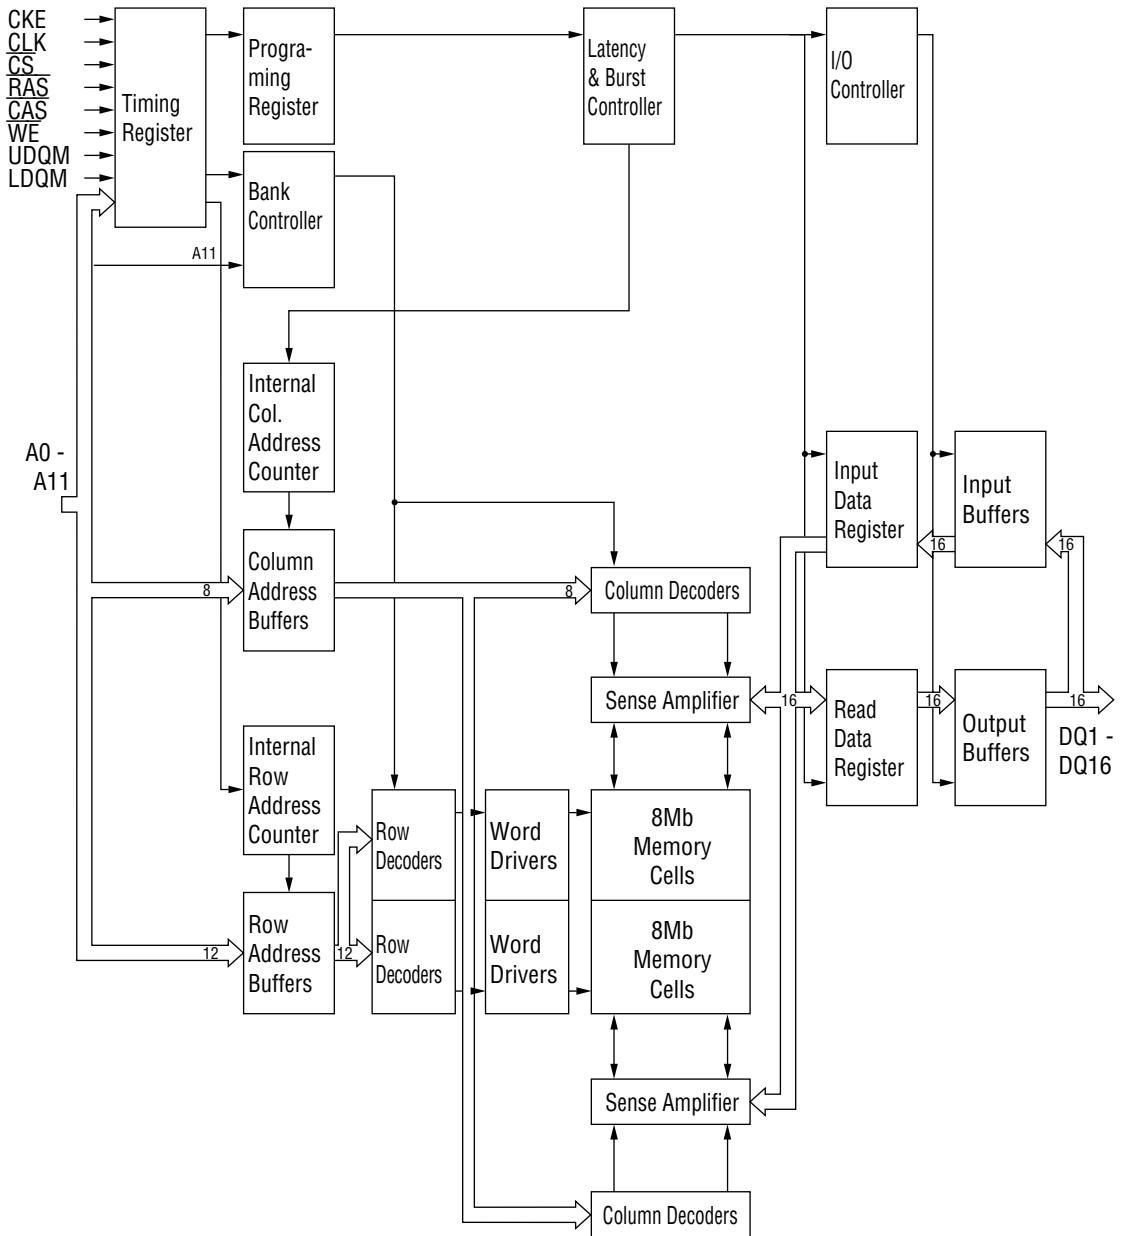 CKE
CLK
CS
RAS
CAS
WE
UDQM
LDQM
Timing
Register
Progra-
ming
Register
Latency
& Burst
Controller
I/O
Controller
Bank
Controller
A11
Internal
Col.
Address
Counter
A0 -
A11
Input
Data
Register
Input
Buffers
16
16
Column
Address
Buffers
8
8
Column Decoders
Sense Amplifier
16
Read
Data
Register
16
Output
Buffers
16
DQ1 -
DQ16
Internal
Row
Address
Counter
Row
Decoders
Word
Drivers
8Mb
Memory
Cells
Row
Address
Buffers
12
12
Row
Decoders
Word
Drivers
8Mb
Memory
Cells
Sense Amplifier
Column Decoders